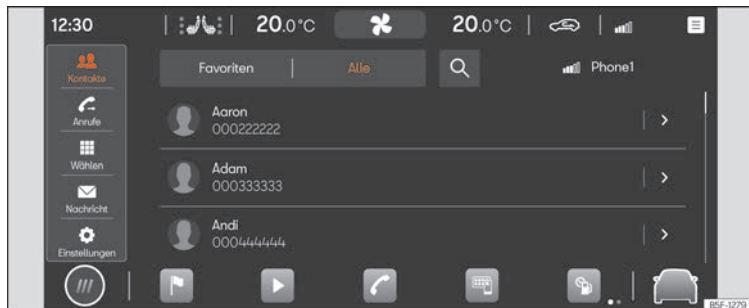 12:30
20.0°C
20.0°C
Kontakte
Favoriten
Alle
Phone1
Anrufe
Aaron
000222222
Wählen
Adam
000333333
Nachricht
Andi
000444444
Einstellungen
B5F-1279